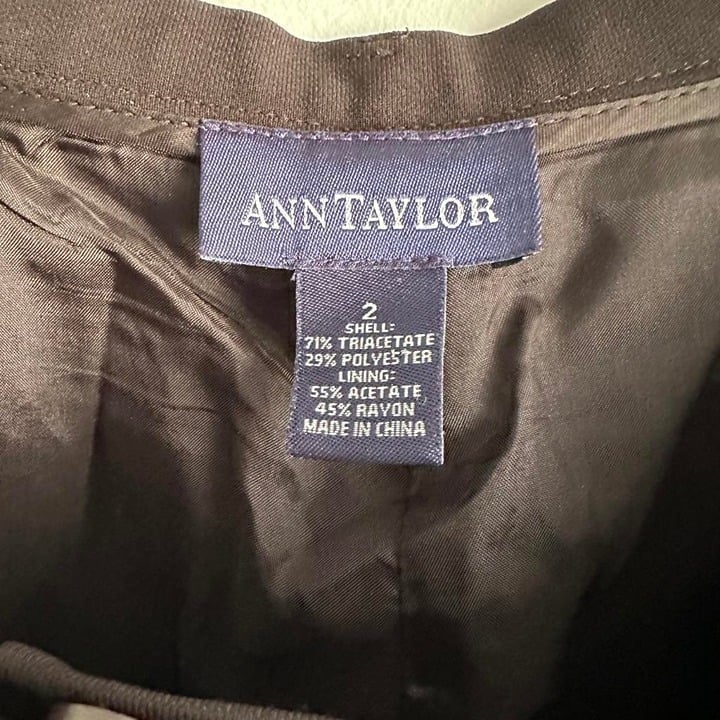 ANNTAYLOR
2
SHELL:
71% TRIACETATE
29% POLYESTER
LINING:
55% ACETATE
45% RAYON
MADE IN CHINA